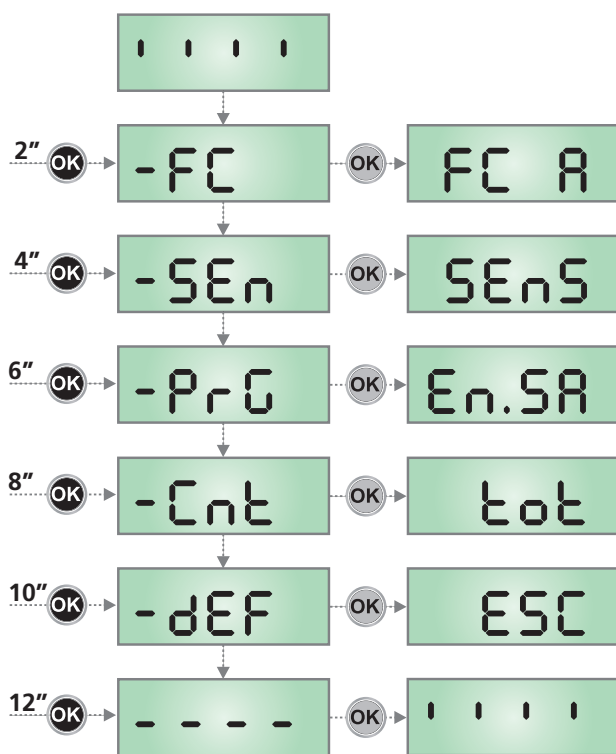 ı ı ı ı
2” OK -FC OK FC A
4” OK -SEn OK SEnS
6” OK -PrG OK En.SA
8” OK -Cnt OK tot
10” OK -dEF OK ESC
12” OK - - - - OK ı ı ı ı